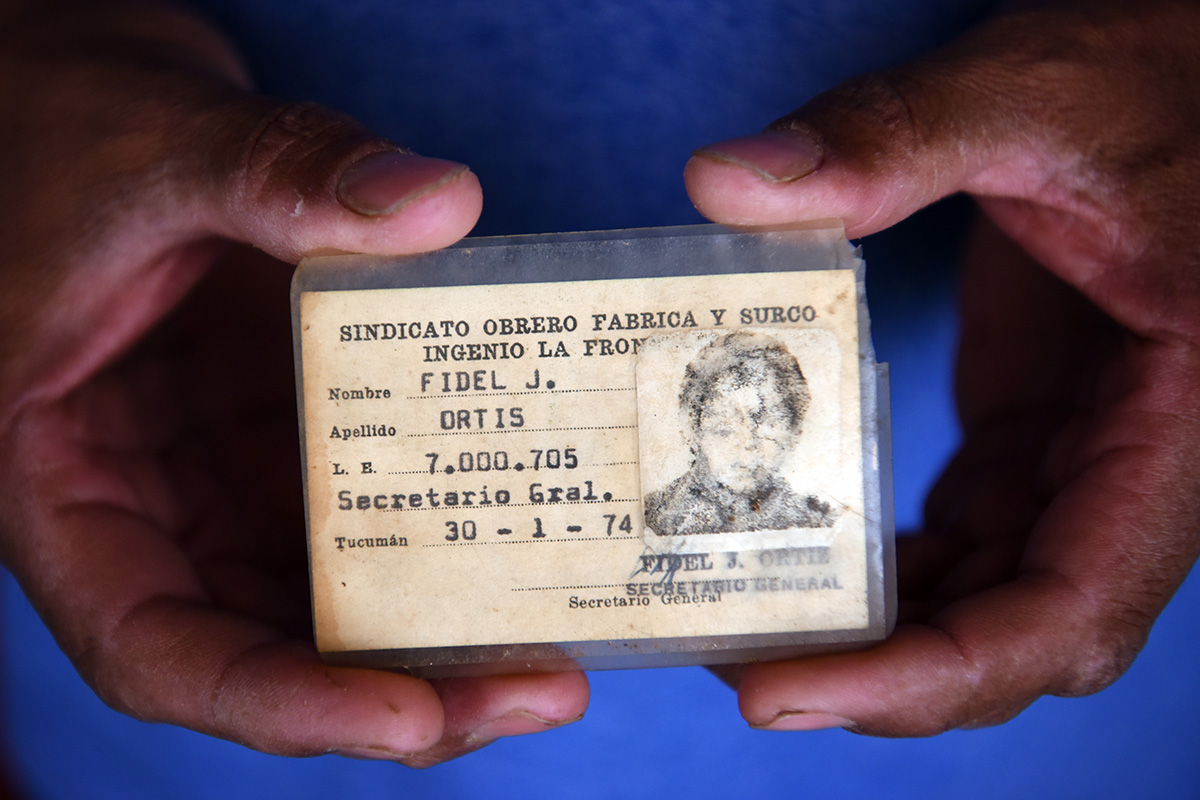 SINDICATO OBRERO FABRICA Y SURCO
INGENIO LA FRON
Nombre FIDEL J.
Apellido ORTIS
L. E. 7.000.705
Secretario Gral.
Tucumán 30 - 1 - 74
FIDEL J. ORTIZ
SECRETARIO GENERAL
Secretario General